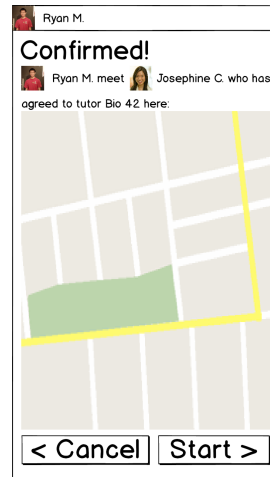 Ryan M.
Confirmed!
Ryan M. meet Josephine C. who has
agreed to tutor Bio 42 here:
< Cancel Start >